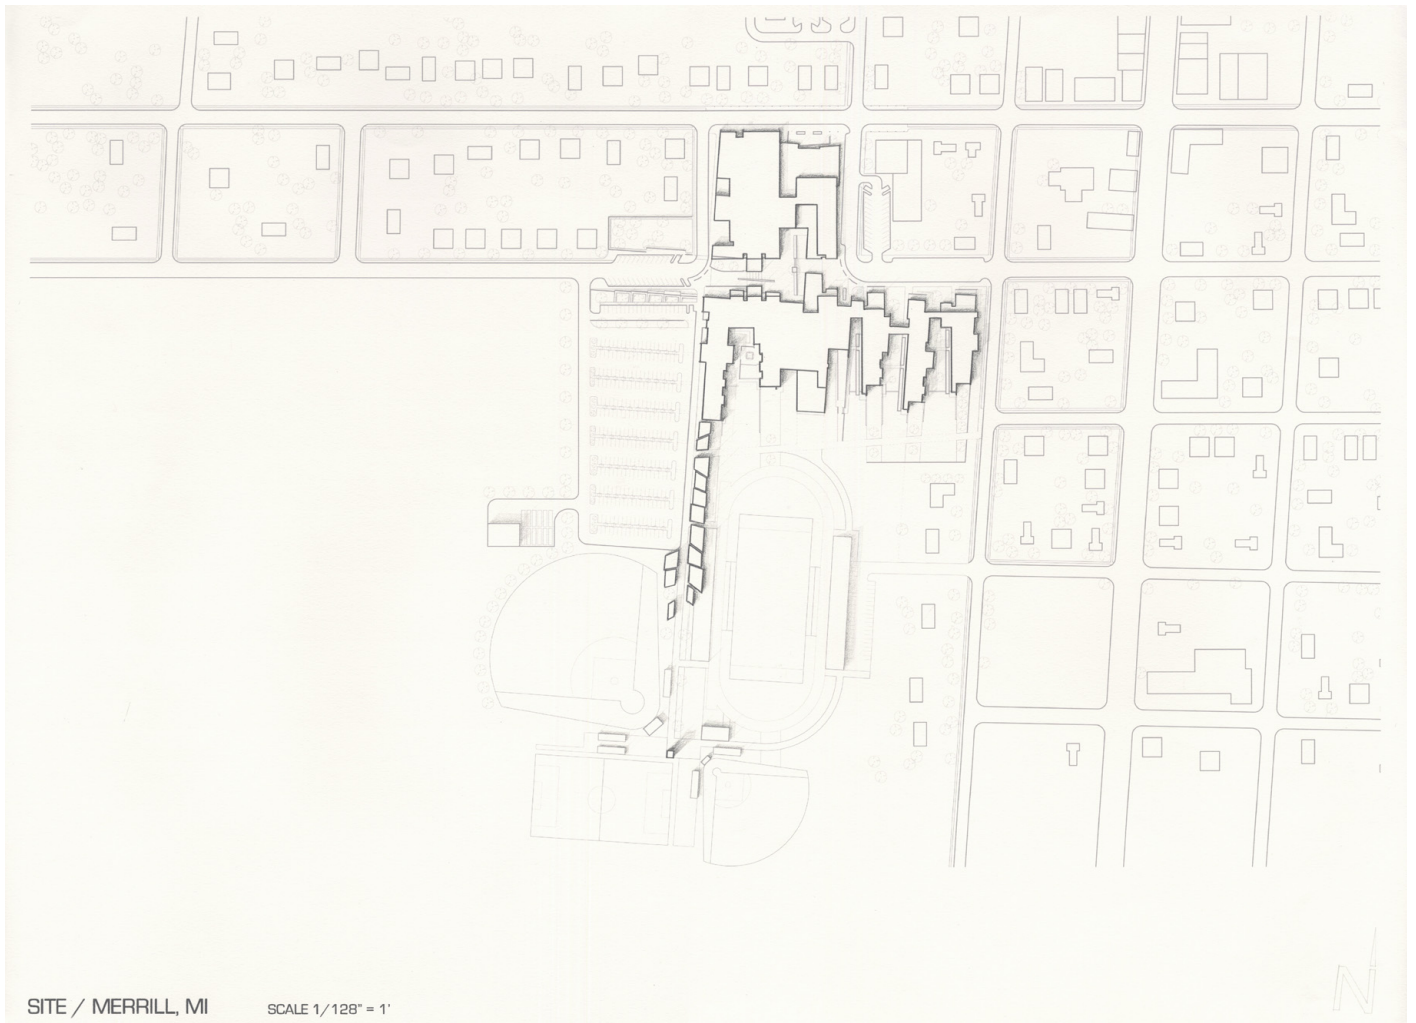 SITE / MERRILL, MI
SCALE 1/128" = 1'
N